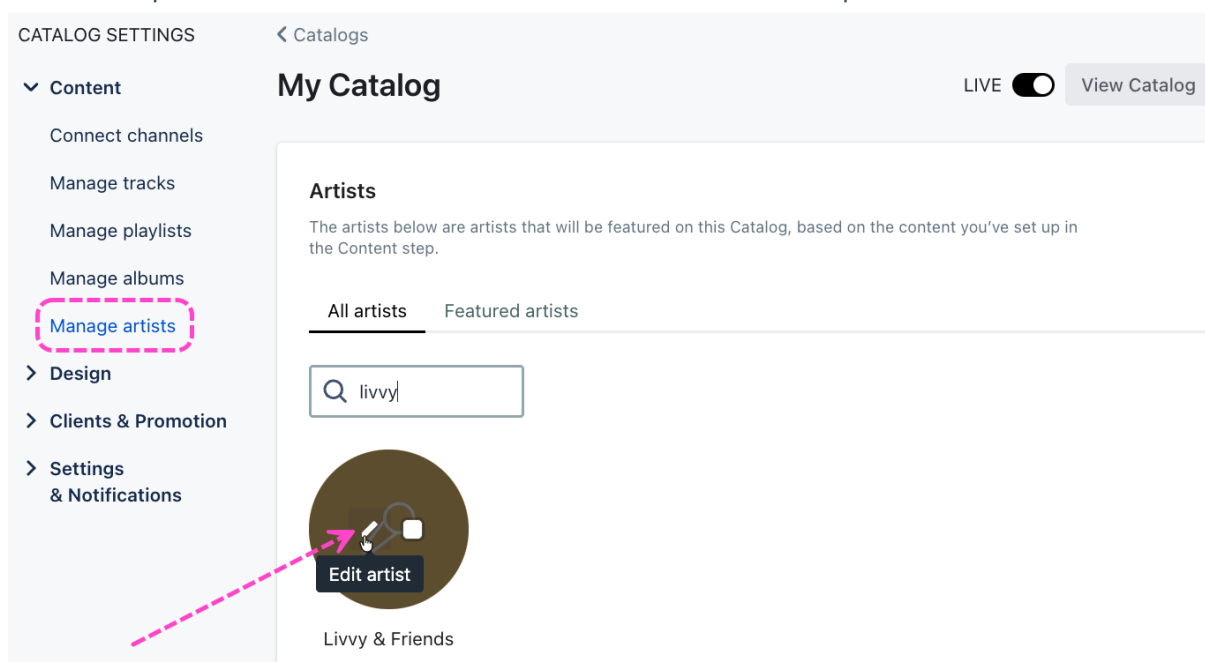 CATALOG SETTINGS
Content
Connect channels
Manage tracks
Manage playlists
Manage albums
Manage artists
Design
Clients & Promotion
Settings
& Notifications
Catalogs
My Catalog
LIVE
View Catalog
Artists
The artists below are artists that will be featured on this Catalog, based on the content you've set up in
the Content step.
All artists
Featured artists
livvy
Edit artist
Livvy & Friends